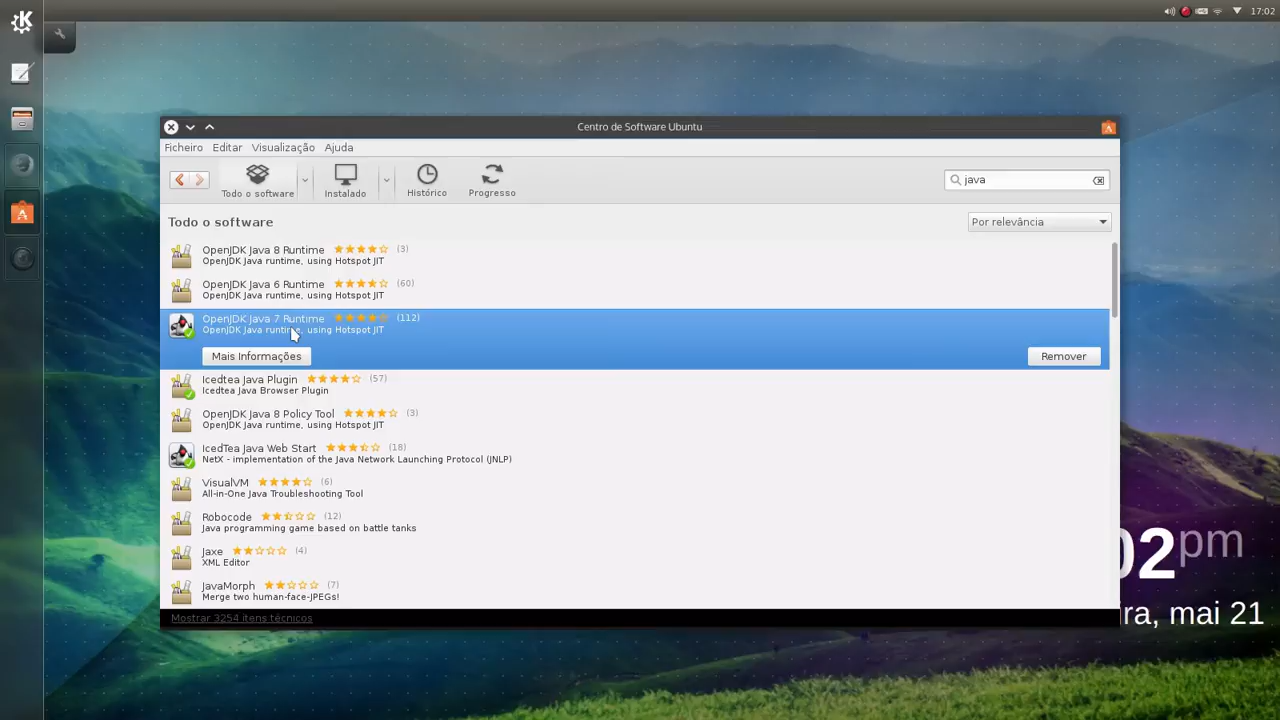 17:02
Centro de Software Ubuntu
Ficheiro Editar Visualização Ajuda
Todo o software Instalado Histórico Progresso
java
Todo o software
Por relevância
OpenJDK Java 8 Runtime (3)
OpenJDK Java runtime, using Hotspot JIT
OpenJDK Java 6 Runtime (60)
OpenJDK Java runtime, using Hotspot JIT
OpenJDK Java 7 Runtime (112)
OpenJDK Java runtime, using Hotspot JIT
Mais Informações Remover
Icedtea Java Plugin (57)
Icedtea Java Browser Plugin
OpenJDK Java 8 Policy Tool (3)
OpenJDK Java runtime, using Hotspot JIT
IcedTea Java Web Start (18)
NetX - implementation of the Java Network Launching Protocol (JNLP)
VisualVM (6)
All-in-One Java Troubleshooting Tool
Robocode (12)
Java programming game based on battle tanks
Jaxe (4)
XML Editor
JavaMorph (7)
Merge two human-face-JPEGs!
Mostrar 3254 itens técnicos
02 pm
ira, mai 21